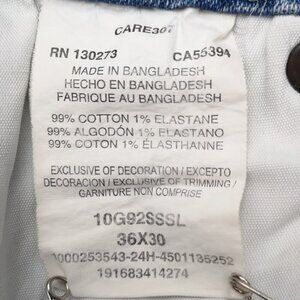 CARE307
RN 130273 CA55394
MADE IN BANGLADESH
HECHO EN BANGLADESH
FABRIQUE AU BANGLADESH
99% COTTON 1% ELASTANE
99% ALGODÓN 1% ELASTANO
99% COTON 1% ÉLASTHANNE
EXCLUSIVE OF DECORATION / EXCEPTO
DECORACION / EXCLUSIVE OF TRIMMING /
GARNITURE NON COMPRISE
10G92SSSL
36X30
0000253543-24H-4501135252
191683414274